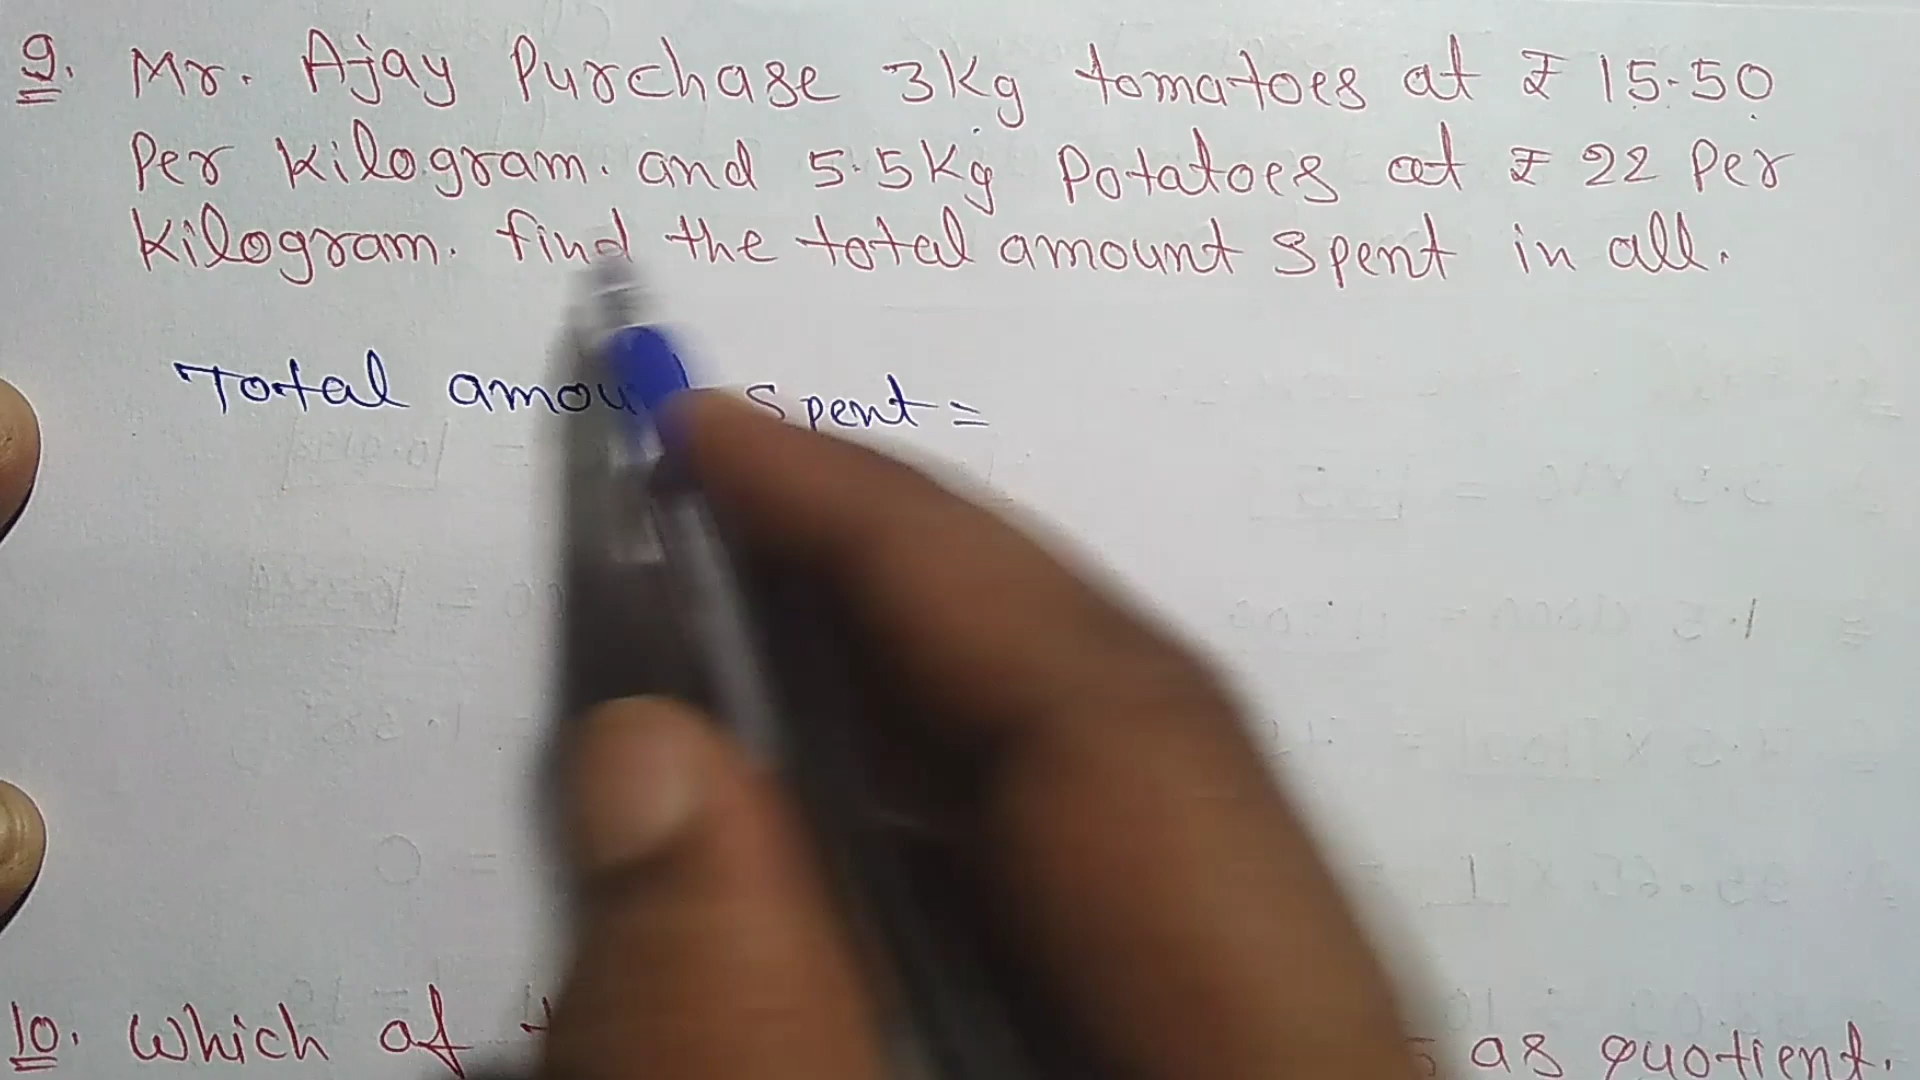 9. Mr. Ajay Purchase 3Kg tomatoes at ₹ 15.50
Per kilogram. and 5.5Kg Potatoes at ₹ 22 Per
kilogram. find the total amount spent in all.
Total amount spent =
10. Which of as quotient.